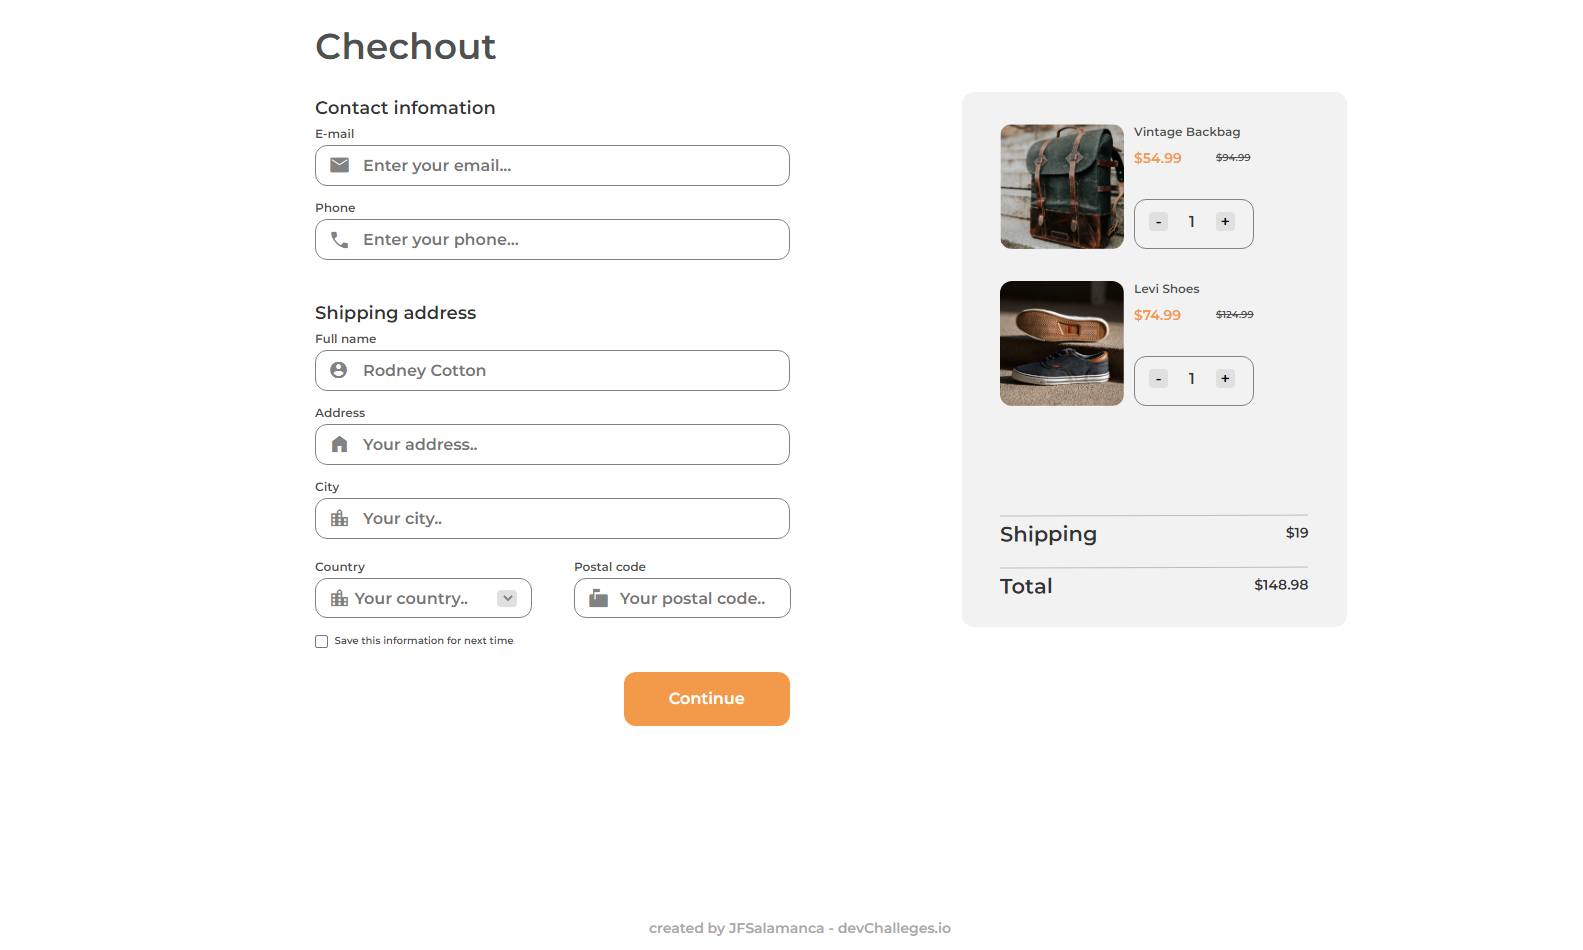 Chechout
Contact infomation
E-mail
Enter your email...
Phone
Enter your phone...
Shipping address
Full name
Rodney Cotton
Address
Your address..
City
Your city..
Country
Postal code
Your country..
Your postal code..
Save this information for next time
Continue
Vintage Backbag
$54.99 $94.99
- 1 +
Levi Shoes
$74.99 $124.99
- 1 +
Shipping $19
Total $148.98
created by JFSalamanca - devChalleges.io